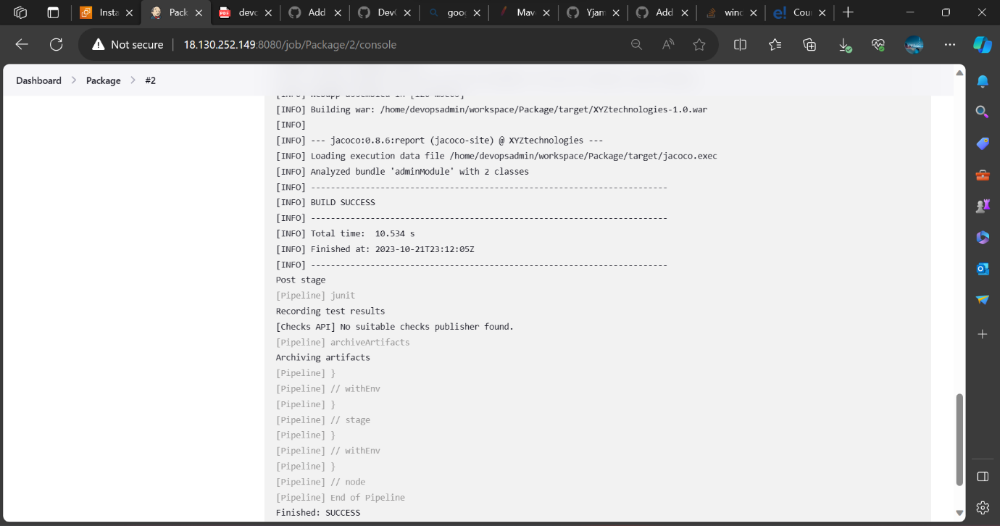 Insta
Pack
devc
Add
DevC
goog
Mav
Yjam
Add
winc
Cou
Not secure
18.130.252.149:8080/job/Package/2/console
Dashboard > Package > #2
[INFO] Webapp assembled in [120 msecs]
[INFO] Building war: /home/devopsadmin/workspace/Package/target/XYZtechnologies-1.0.war
[INFO]
[INFO] --- jacoco:0.8.6:report (jacoco-site) @ XYZtechnologies ---
[INFO] Loading execution data file /home/devopsadmin/workspace/Package/target/jacoco.exec
[INFO] Analyzed bundle 'adminModule' with 2 classes
[INFO] ------------------------------------------------------------------------
[INFO] BUILD SUCCESS
[INFO] ------------------------------------------------------------------------
[INFO] Total time:  10.534 s
[INFO] Finished at: 2023-10-21T23:12:05Z
[INFO] ------------------------------------------------------------------------
Post stage
[Pipeline] junit
Recording test results
[Checks API] No suitable checks publisher found.
[Pipeline] archiveArtifacts
Archiving artifacts
[Pipeline] }
[Pipeline] // withEnv
[Pipeline] }
[Pipeline] // stage
[Pipeline] }
[Pipeline] // withEnv
[Pipeline] }
[Pipeline] // node
[Pipeline] End of Pipeline
Finished: SUCCESS